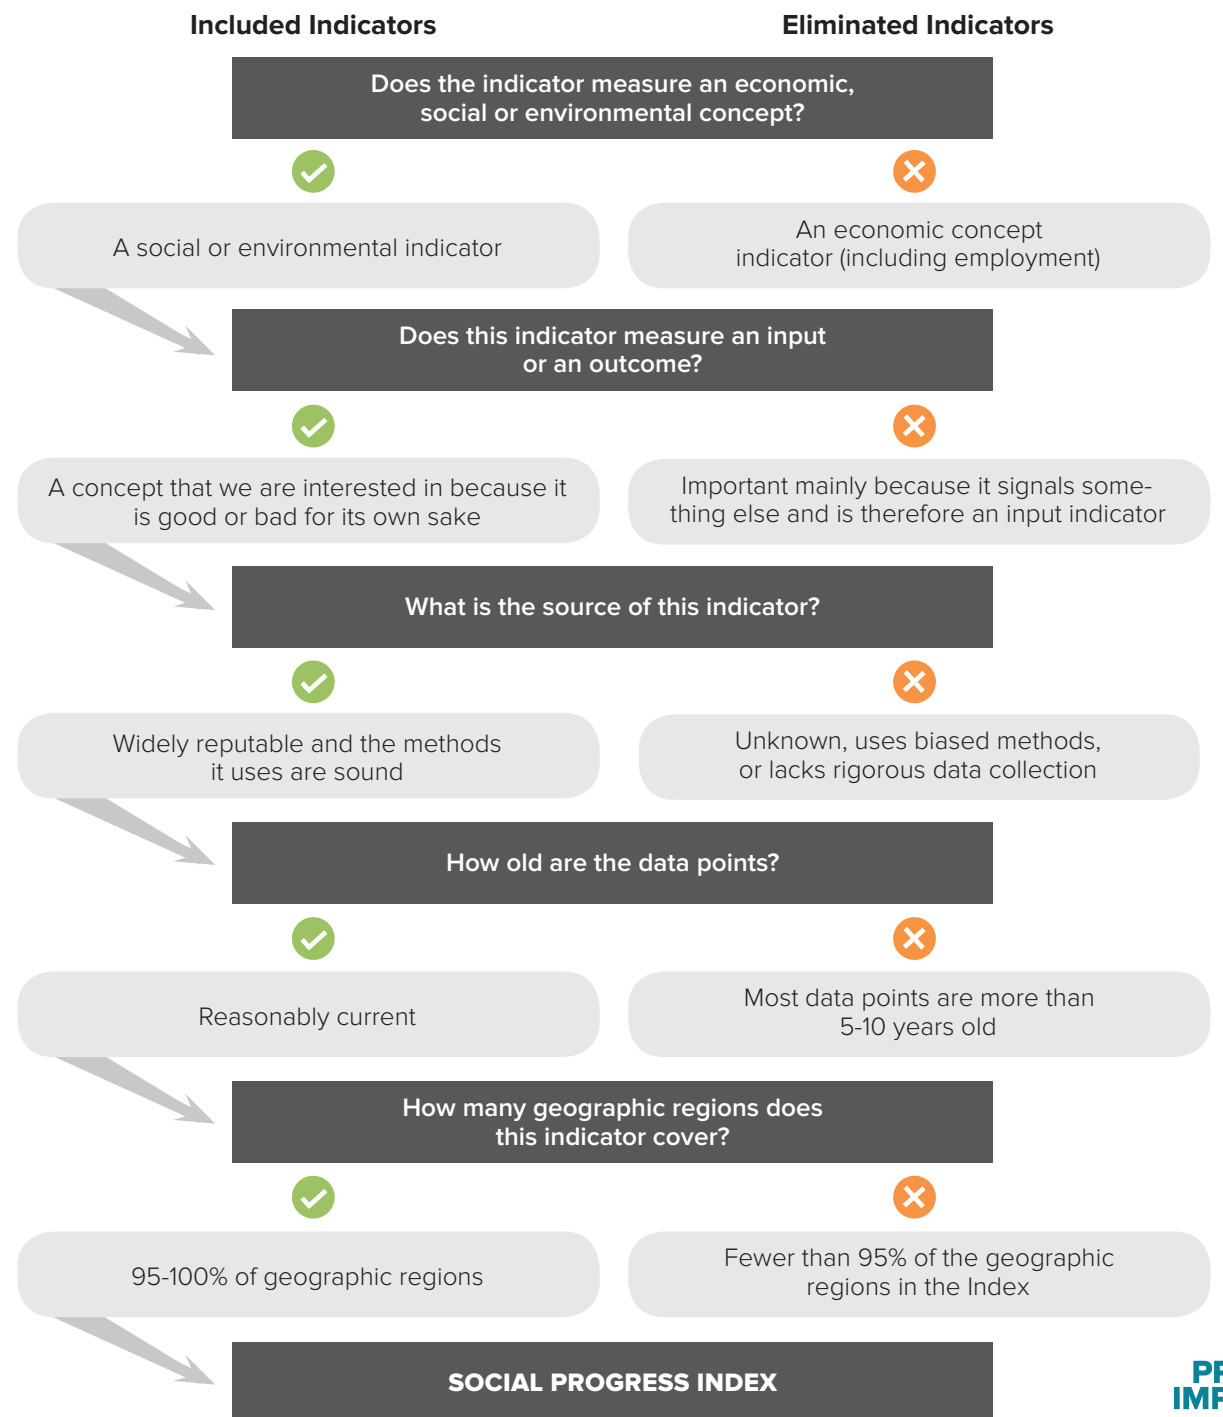 Included Indicators
Eliminated Indicators
Does the indicator measure an economic,
social or environmental concept?
A social or environmental indicator
An economic concept
indicator (including employment)
Does this indicator measure an input
or an outcome?
A concept that we are interested in because it
is good or bad for its own sake
Important mainly because it signals some-
thing else and is therefore an input indicator
What is the source of this indicator?
Widely reputable and the methods
it uses are sound
Unknown, uses biased methods,
or lacks rigorous data collection
How old are the data points?
Reasonably current
Most data points are more than
5-10 years old
How many geographic regions does
this indicator cover?
95-100% of geographic regions
Fewer than 95% of the geographic
regions in the Index
SOCIAL PROGRESS INDEX